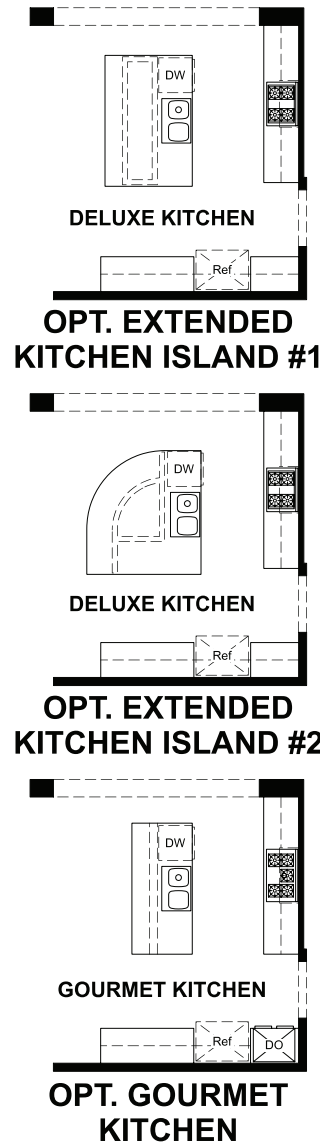 DW
DELUXE KITCHEN
Ref
OPT. EXTENDED
KITCHEN ISLAND #1
DW
DELUXE KITCHEN
Ref
OPT. EXTENDED
KITCHEN ISLAND #2
DW
GOURMET KITCHEN
Ref DO
OPT. GOURMET
KITCHEN